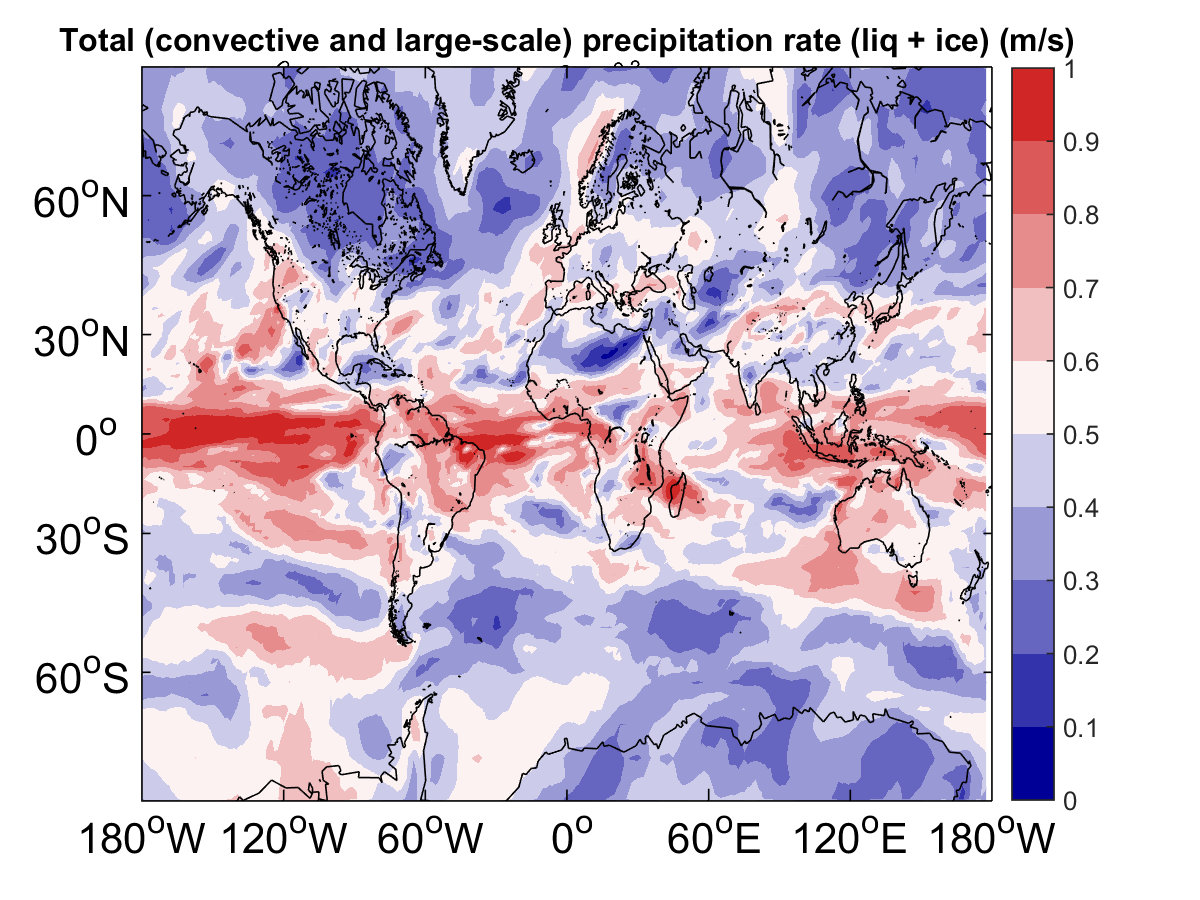 Total (convective and large-scale) precipitation rate (liq + ice) (m/s)
1
0.9
0.8
0.7
0.6
0.5
0.4
0.3
0.2
0.1
0
60°N
30°N
0°
30°S
60°S
180°W 120°W 60°W 0° 60°E 120°E 180°W